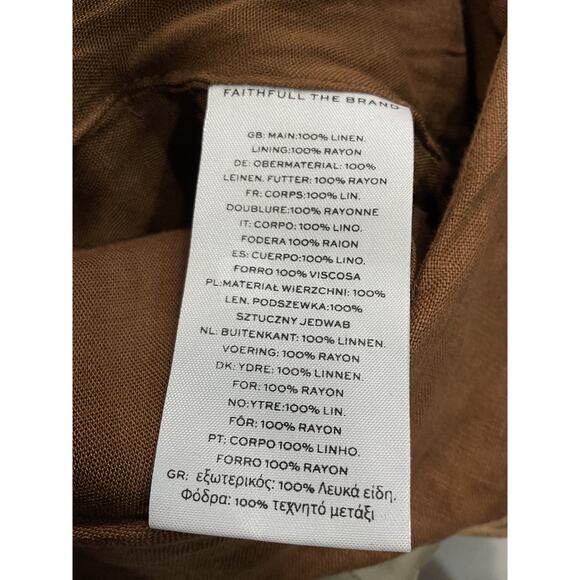 FAITHFULL THE BRAND
GB: MAIN:100% LINEN.
LINING:100% RAYON
DE: OBERMATERIAL: 100%
LEINEN. FUTTER: 100% RAYON
FR: CORPS:100% LIN.
DOUBLURE:100% RAYONNE
IT: CORPO: 100% LINO.
FODERA 100% RAION
ES: CUERPO:100% LINO.
FORRO 100% VISCOSA
PL:MATERIAŁ WIERZCHNI: 100%
LEN. PODSZEWKA:100%
SZTUCZNY JEDWAB
NL: BUITENKANT: 100% LINNEN.
VOERING: 100% RAYON
DK: YDRE: 100% LINNEN.
FOR: 100% RAYON
NO:YTRE:100% LIN.
FÔR: 100% RAYON
PT: CORPO 100% LINHO.
FORRO 100% RAYON
GR: εξωτερικός: 100% Λευκά είδη.
Φόδρα: 100% τεχνητό μετάξι